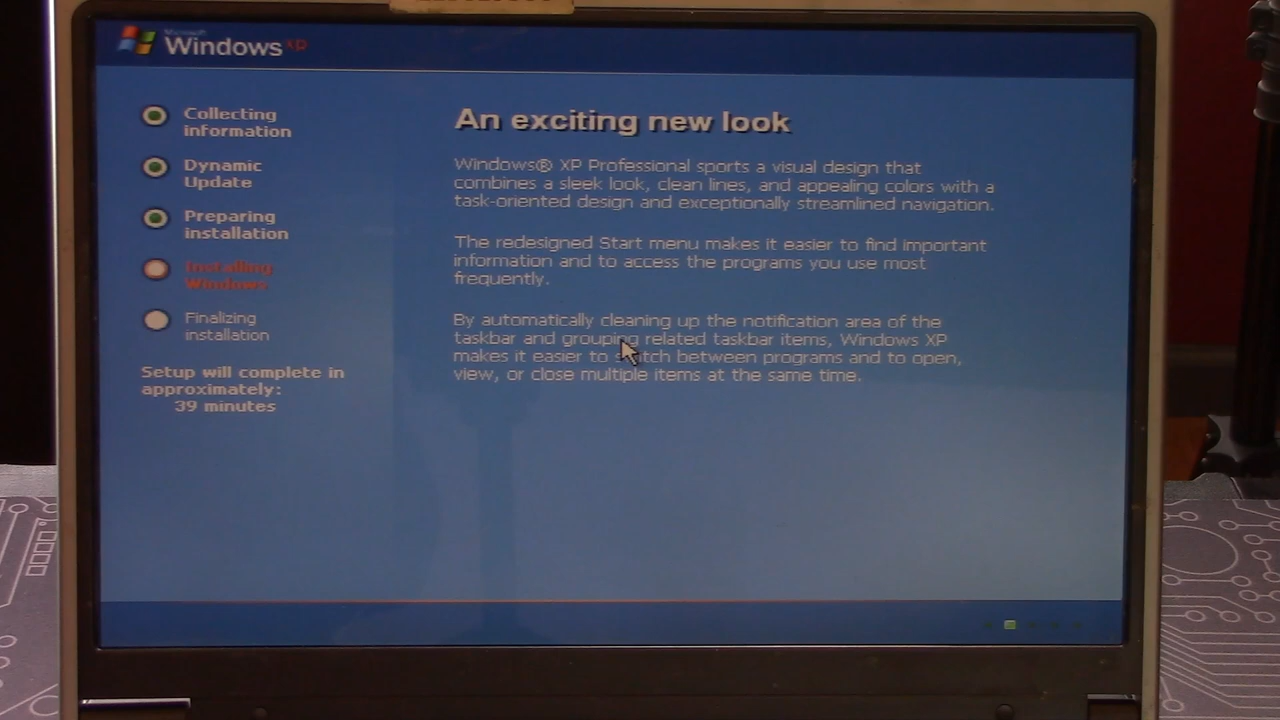 Microsoft
Windows xp
Collecting
information
Dynamic
Update
Preparing
installation
Installing
Windows
Finalizing
installation
Setup will complete in
approximately:
39 minutes
An exciting new look
Windows® XP Professional sports a visual design that
combines a sleek look, clean lines, and appealing colors with a
task-oriented design and exceptionally streamlined navigation.
The redesigned Start menu makes it easier to find important
information and to access the programs you use most
frequently.
By automatically cleaning up the notification area of the
taskbar and grouping related taskbar items, Windows XP
makes it easier to switch between programs and to open,
view, or close multiple items at the same time.